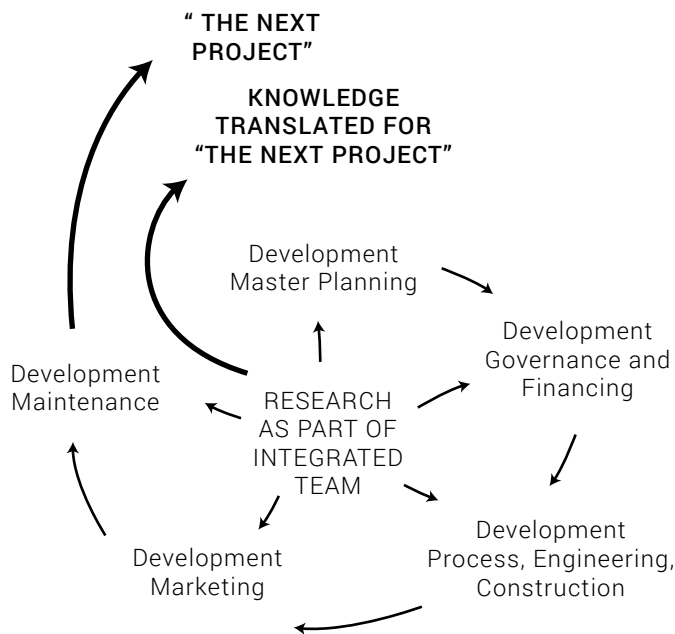 “ THE NEXT
PROJECT”
KNOWLEDGE
TRANSLATED FOR
“THE NEXT PROJECT”
Development
Master Planning
Development
Governance and
Financing
Development
Maintenance
RESEARCH
AS PART OF
INTEGRATED
TEAM
Development
Process, Engineering,
Construction
Development
Marketing